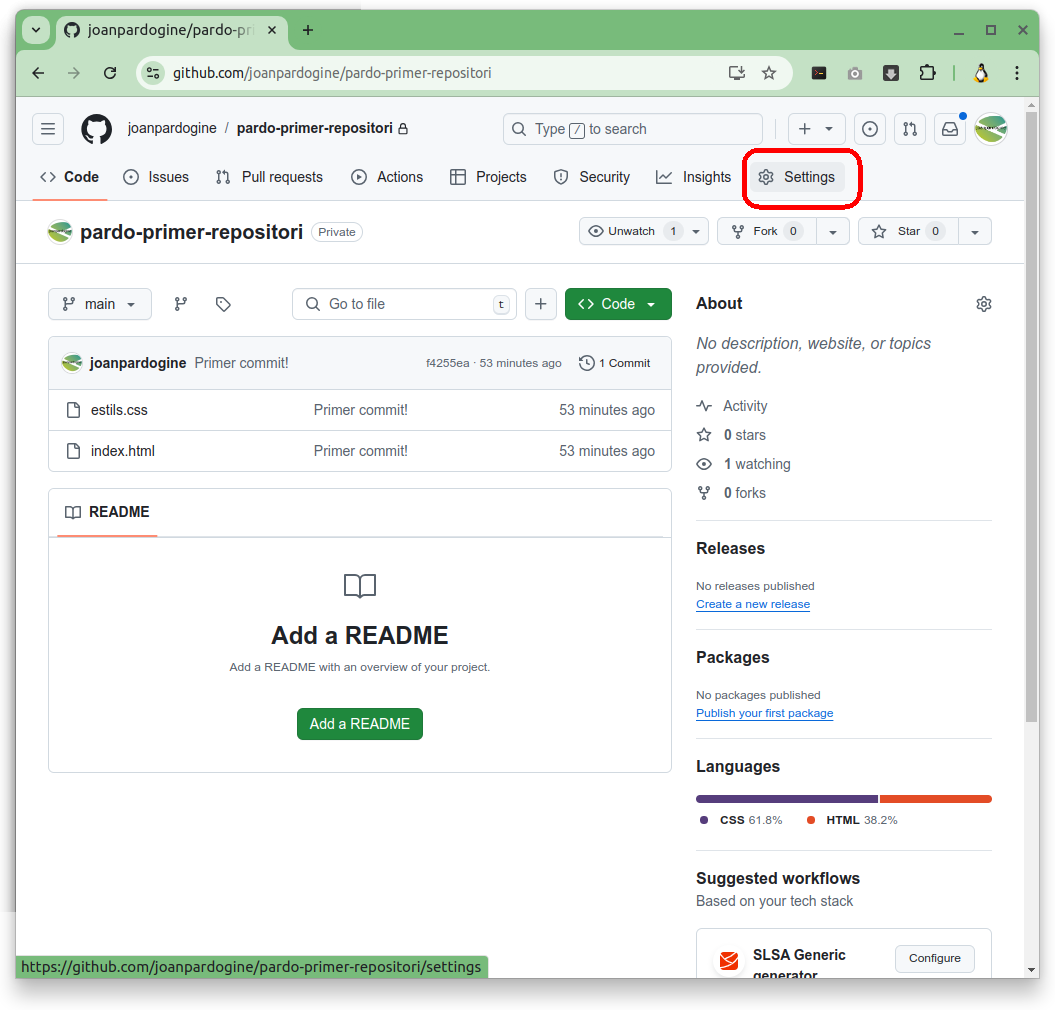 joanpardogine/pardo-pri
github.com/joanpardogine/pardo-primer-repositori
joanpardogine / pardo-primer-repositori
Type / to search
Code Issues Pull requests Actions Projects Security Insights Settings
pardo-primer-repositori Private
Unwatch 1 Fork 0 Star 0
main Go to file t Code
joanpardogine Primer commit! f4255ea · 53 minutes ago 1 Commit
estils.css Primer commit! 53 minutes ago
index.html Primer commit! 53 minutes ago
README
Add a README
Add a README with an overview of your project.
Add a README
About
No description, website, or topics
provided.
Activity
0 stars
1 watching
0 forks
Releases
No releases published
Create a new release
Packages
No packages published
Publish your first package
Languages
CSS 61.8% HTML 38.2%
Suggested workflows
Based on your tech stack
SLSA Generic
generator
Configure
https://github.com/joanpardogine/pardo-primer-repositori/settings